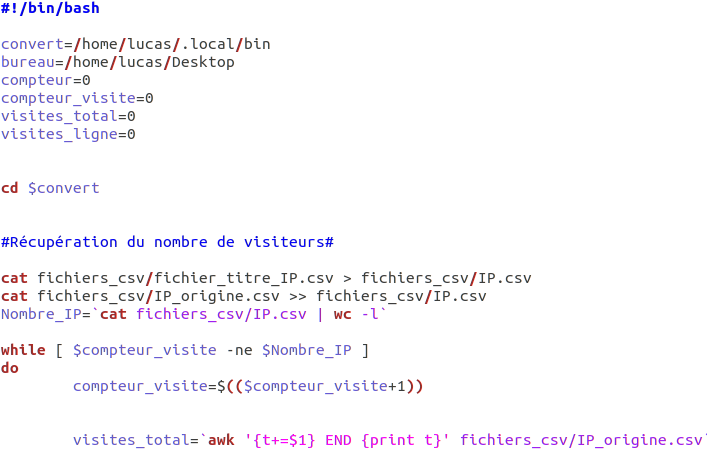 #!/bin/bash
convert=/home/lucas/.local/bin
bureau=/home/lucas/Desktop
compteur=0
compteur_visite=0
visites_total=0
visites_ligne=0
cd $convert
#Récupération du nombre de visiteurs#
cat fichiers_csv/fichier_titre_IP.csv > fichiers_csv/IP.csv
cat fichiers_csv/IP_origine.csv >> fichiers_csv/IP.csv
Nombre_IP=`cat fichiers_csv/IP.csv | wc -l`
while [ $compteur_visite -ne $Nombre_IP ]
do
compteur_visite=$(($compteur_visite+1))
visites_total=`awk '{t+=$1} END {print t}' fichiers_csv/IP_origine.csv`